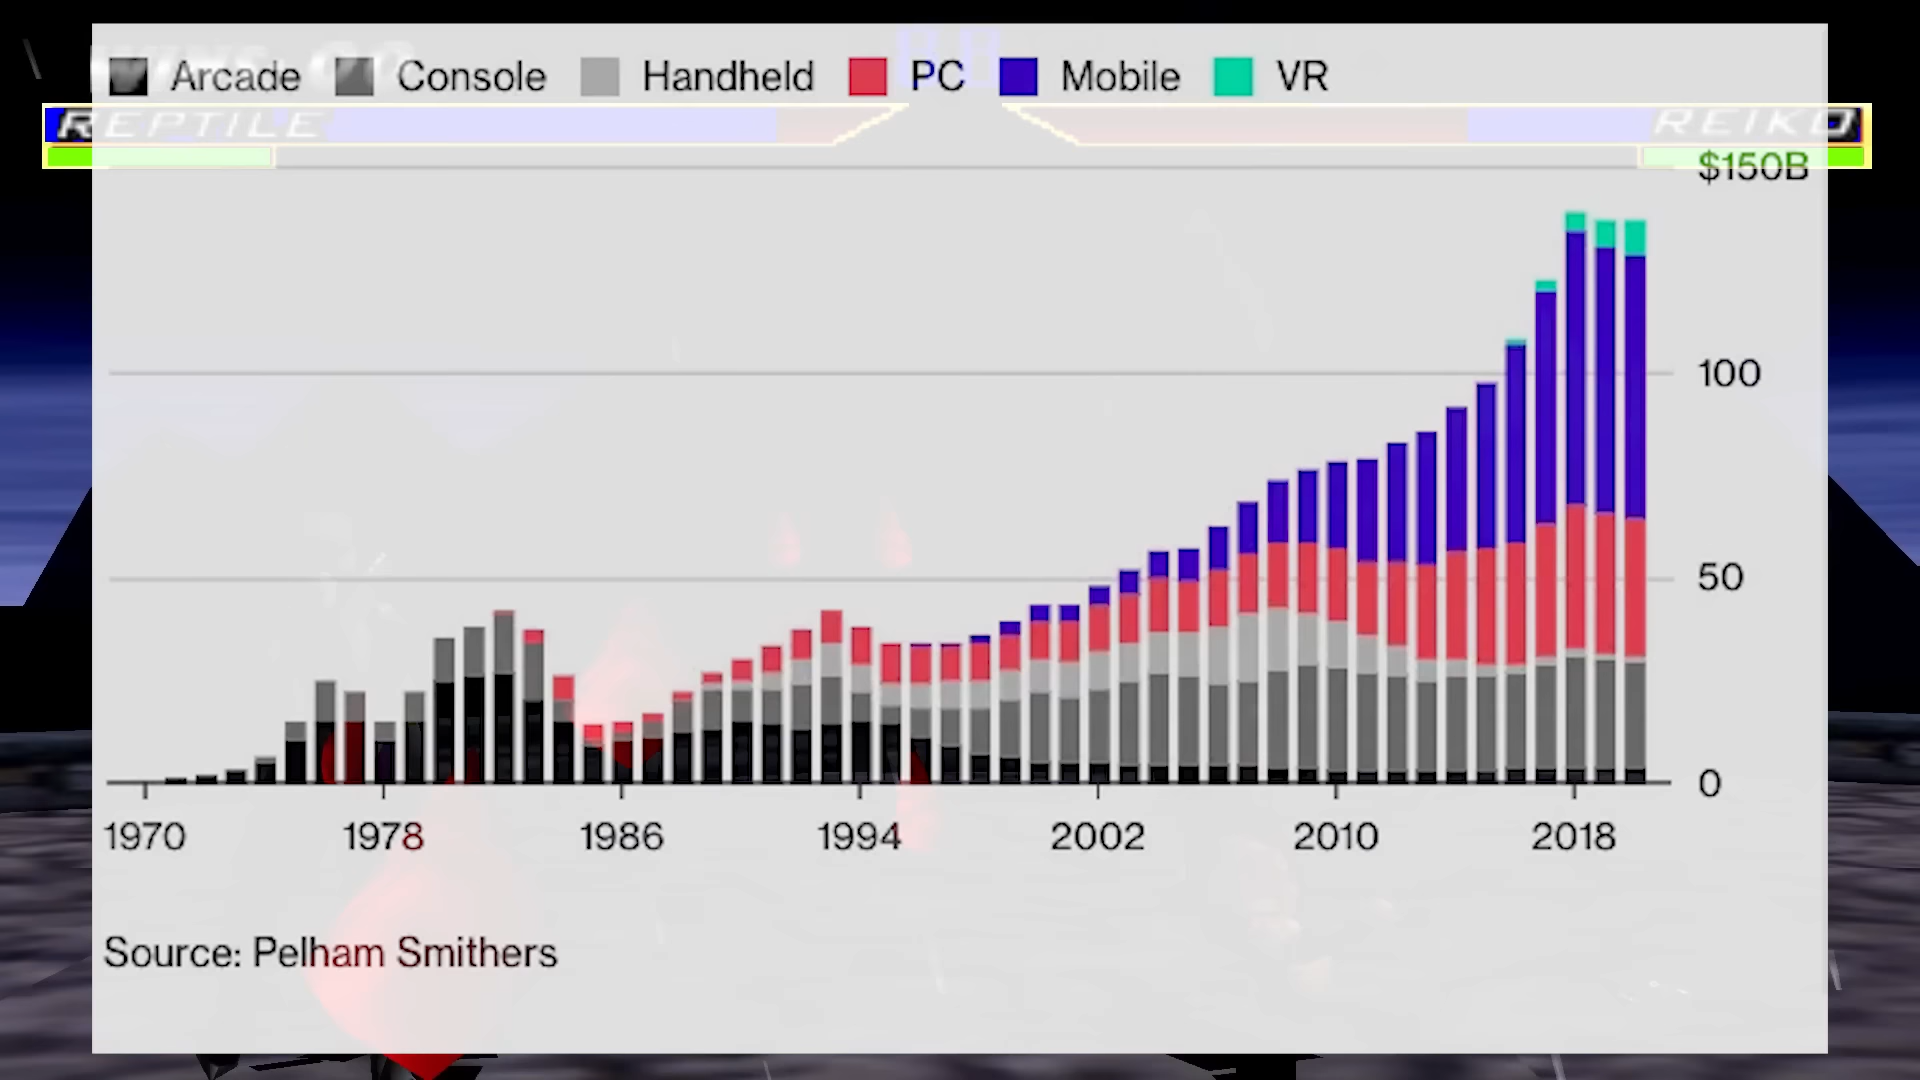 Arcade Console Handheld PC Mobile VR
REPTILE REIKO
$150B
100
50
0
1970 1978 1986 1994 2002 2010 2018
Source: Pelham Smithers